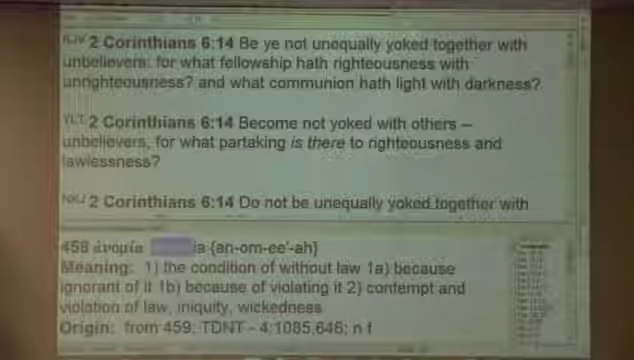 KJV 2 Corinthians 6:14 Be ye not unequally yoked together with
unbelievers: for what fellowship hath righteousness with
unrighteousness? and what communion hath light with darkness?
YLT 2 Corinthians 6:14 Become not yoked with others --
unbelievers, for what partaking is there to righteousness and
lawlessness?
NKJ 2 Corinthians 6:14 Do not be unequally yoked together with
458 ἀνομία ia {an-om-ee'-ah}
Meaning: 1) the condition of without law 1a) because
ignorant of it 1b) because of violating it 2) contempt and
violation of law, iniquity, wickedness
Origin: from 459; TDNT - 4:1085,646; n f